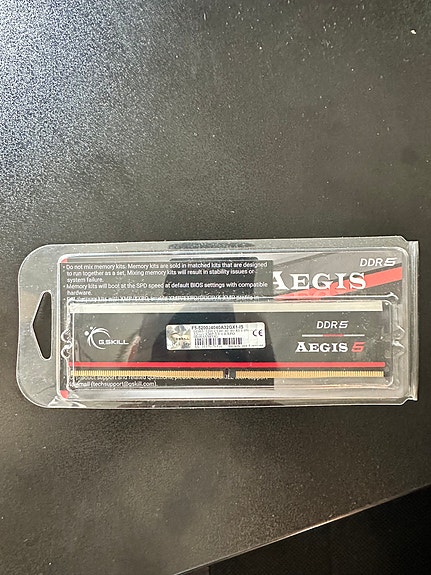 • Do not mix memory kits. Memory kits are sold in matched kits that are designed
to run together as a set. Mixing memory kits will result in stability issues or
system failure.
• Memory kits will boot at the SPD speed at default BIOS settings with compatible
hardware.
DDR5
AEGIS
G.SKILL
F5-5200J4040A32GX1-IS
CE
DDR5
AEGIS 5
email (techsupport@gskill.com)